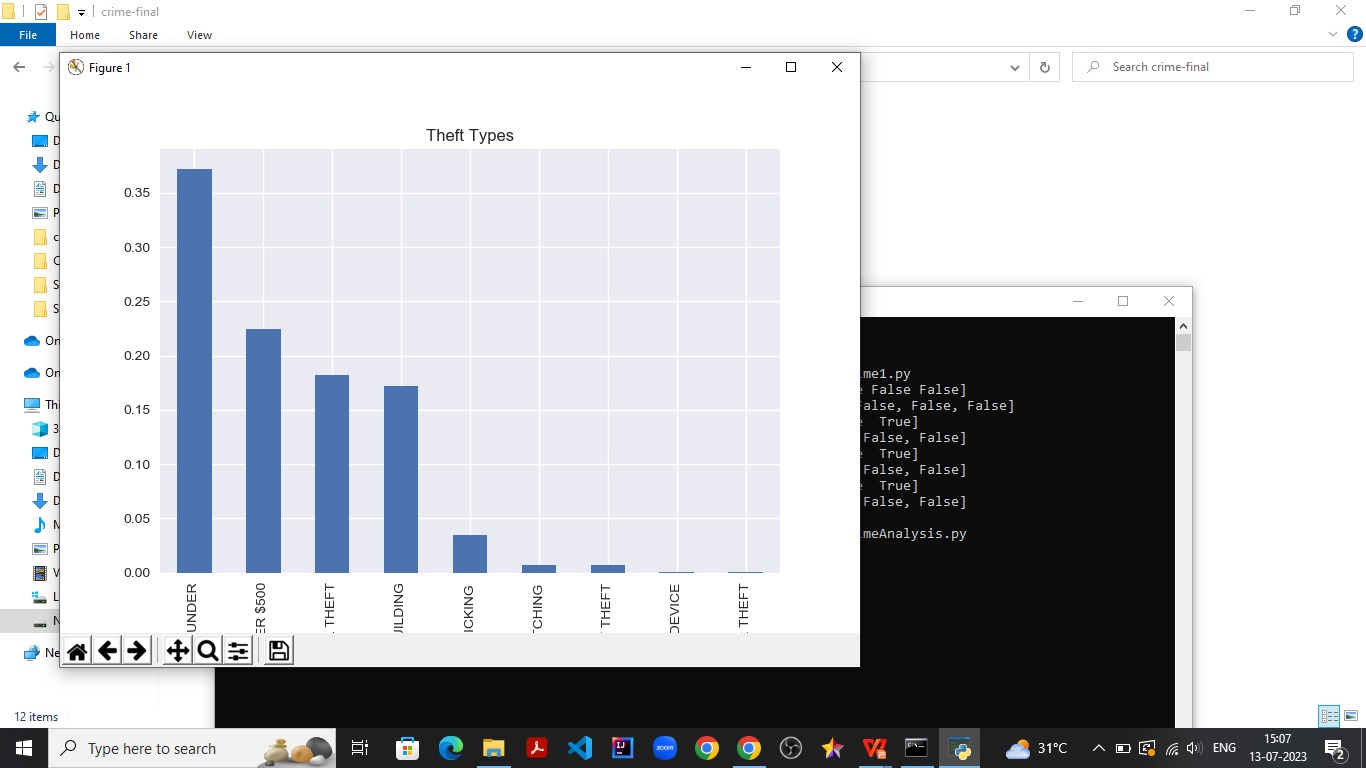 crime-final
File Home Share View
Search crime-final
Figure 1
Theft Types
0.35
0.30
0.25
0.20
0.15
0.10
0.05
0.00
UNDER
ER $500
THEFT
UILDING
ICKING
TCHING
THEFT
DEVICE
THEFT
Qu
D
D
D
P
c
C
S
S
On
On
Thi
3
D
D
D
M
P
V
L
N
Ne
me1.py
False False]
False, False, False]
True]
False, False]
True]
False, False]
True]
False, False]
meAnalysis.py
12 items
Type here to search
zoom
31°C
ENG
15:07
13-07-2023
2